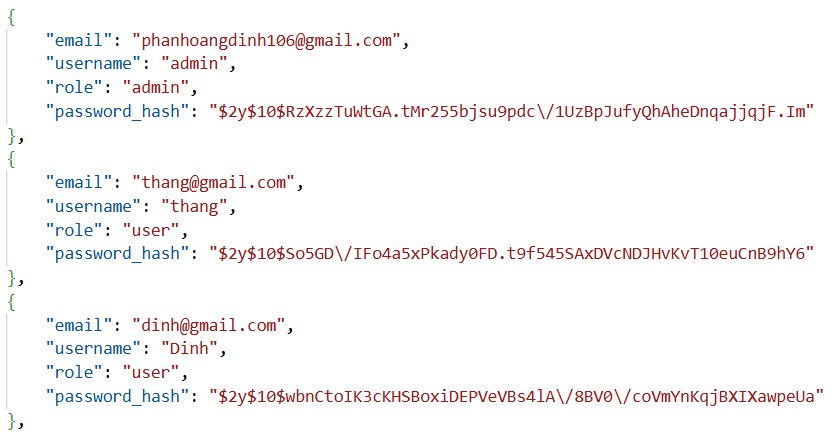 {
    "email": "phanhoangdinh106@gmail.com",
    "username": "admin",
    "role": "admin",
    "password_hash": "$2y$10$RzXzzTuWtGA.tMr255bjsu9pdc\/1UzBpJufyQhAheDnqajjqjF.Im"
},
{
    "email": "thang@gmail.com",
    "username": "thang",
    "role": "user",
    "password_hash": "$2y$10$So5GD\/IFo4a5xPkady0FD.t9f545SAxDVcNDJHvKvT10euCnB9hY6"
},
{
    "email": "dinh@gmail.com",
    "username": "Dinh",
    "role": "user",
    "password_hash": "$2y$10$wbnCtoIK3cKHSBoxiDEPVeVBs4lA\/8BV0\/coVmYnKqjBXIXawpeUa"
},